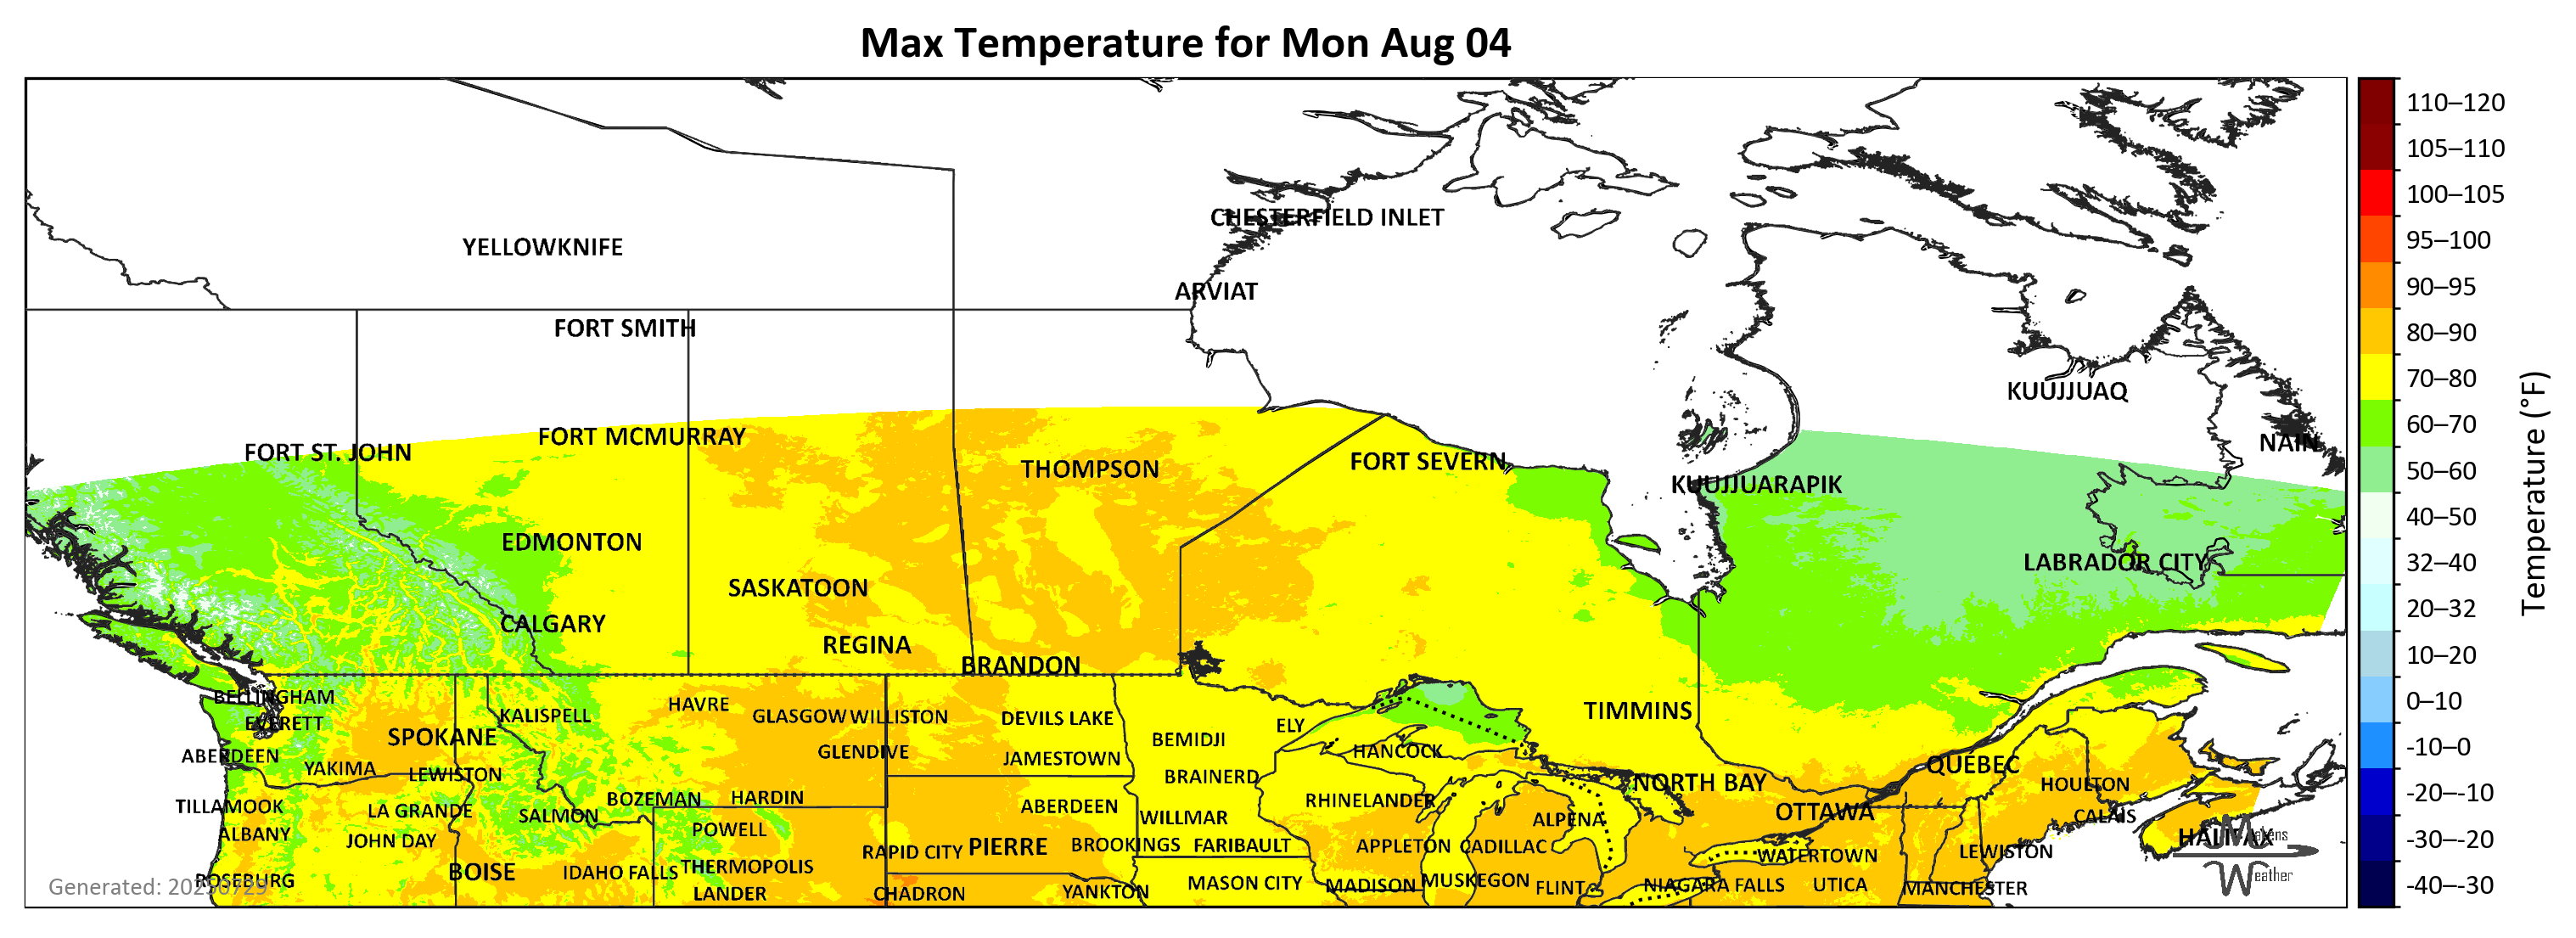 Max Temperature for Mon Aug 04
CHESTERFIELD INLET
YELLOWKNIFE
ARVIAT
FORT SMITH
KUUJJUAQ
FORT MCMURRAY
NAIN
FORT ST. JOHN
FORT SEVERN
THOMPSON
KUUJJUARAPIK
EDMONTON
LABRADOR CITY
SASKATOON
CALGARY
REGINA
BRANDON
BELLINGHAM
HAVRE
TIMMINS
KALISPELL
GLASGOW
WILLISTON
DEVILS LAKE
EVERETT
ELY
SPOKANE
BEMIDJI
HANCOCK
ABERDEEN
GLENDIVE
JAMESTOWN
QUÉBEC
YAKIMA
LEWISTON
BRAINERD
NORTH BAY
HOULTON
BOZEMAN
HARDIN
RHINELANDER
TILLAMOOK
LA GRANDE
SALMON
ABERDEEN
WILLMAR
ALPENA
OTTAWA
CALAIS
ALBANY
JOHN DAY
POWELL
HALIFAX
RAPID CITY
PIERRE
BROOKINGS
FARIBAULT
APPLETON
CADILLAC
WATERTOWN
LEWISTON
BOISE
IDAHO FALLS
THERMOPOLIS
ROSEBURG
LANDER
CHADRON
YANKTON
MASON CITY
MADISON
MUSKEGON
FLINT
NIAGARA FALLS
UTICA
MANCHESTER
Generated: 20250729
Makens
Weather
110–120
105–110
100–105
95–100
90–95
80–90
70–80
60–70
50–60
40–50
32–40
20–32
10–20
0–10
-10–0
-20–-10
-30–-20
-40–-30
Temperature (°F)